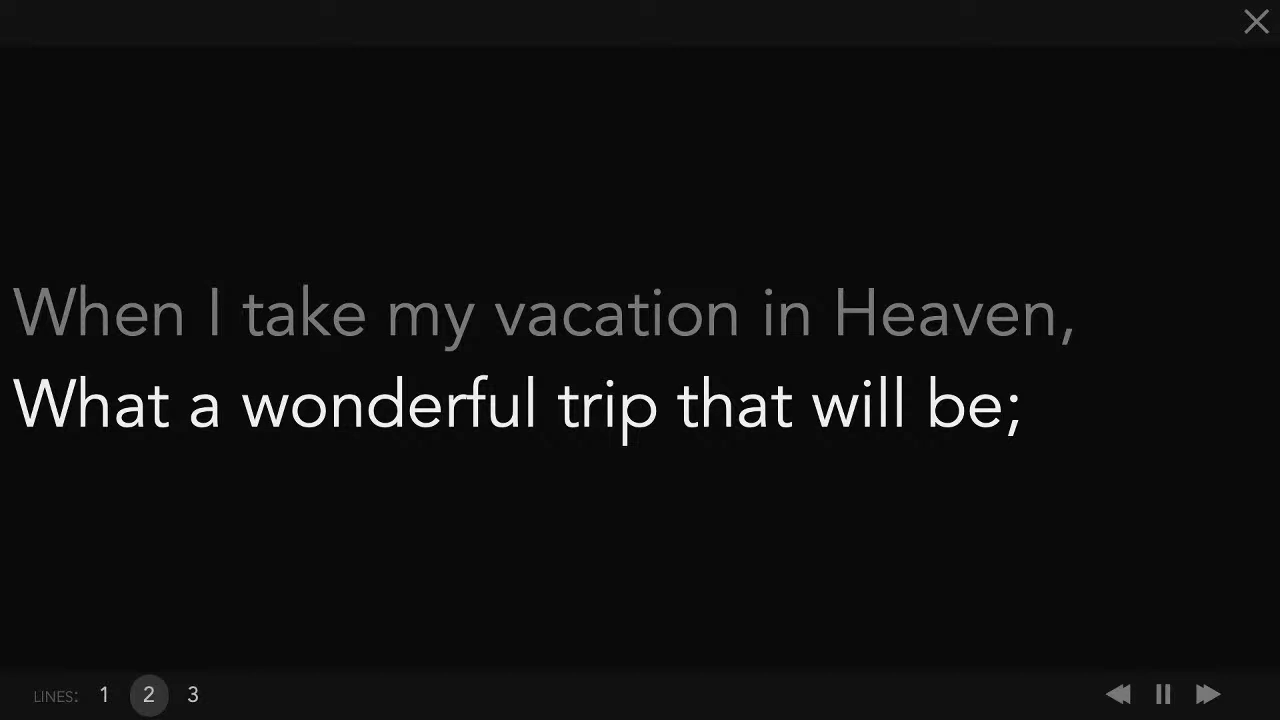 When I take my vacation in Heaven,
What a wonderful trip that will be;
LINES: 1 2 3